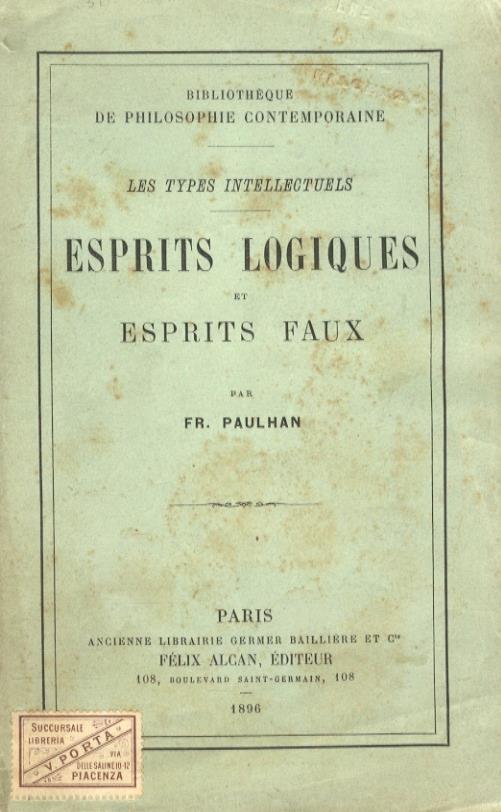 BIBLIOTHÈQUE
DE PHILOSOPHIE CONTEMPORAINE
LES TYPES INTELLECTUELS
ESPRITS LOGIQUES
ET
ESPRITS FAUX
PAR
FR. PAULHAN
PARIS
ANCIENNE LIBRAIRIE GERMER BAILLIÈRE ET Cie
FÉLIX ALCAN, ÉDITEUR
108, BOULEVARD SAINT-GERMAIN, 108
1896
SUCCURSALE
LIBRERIA
V. PORTA
VIA
DELLE SALINE 10-12
PIACENZA